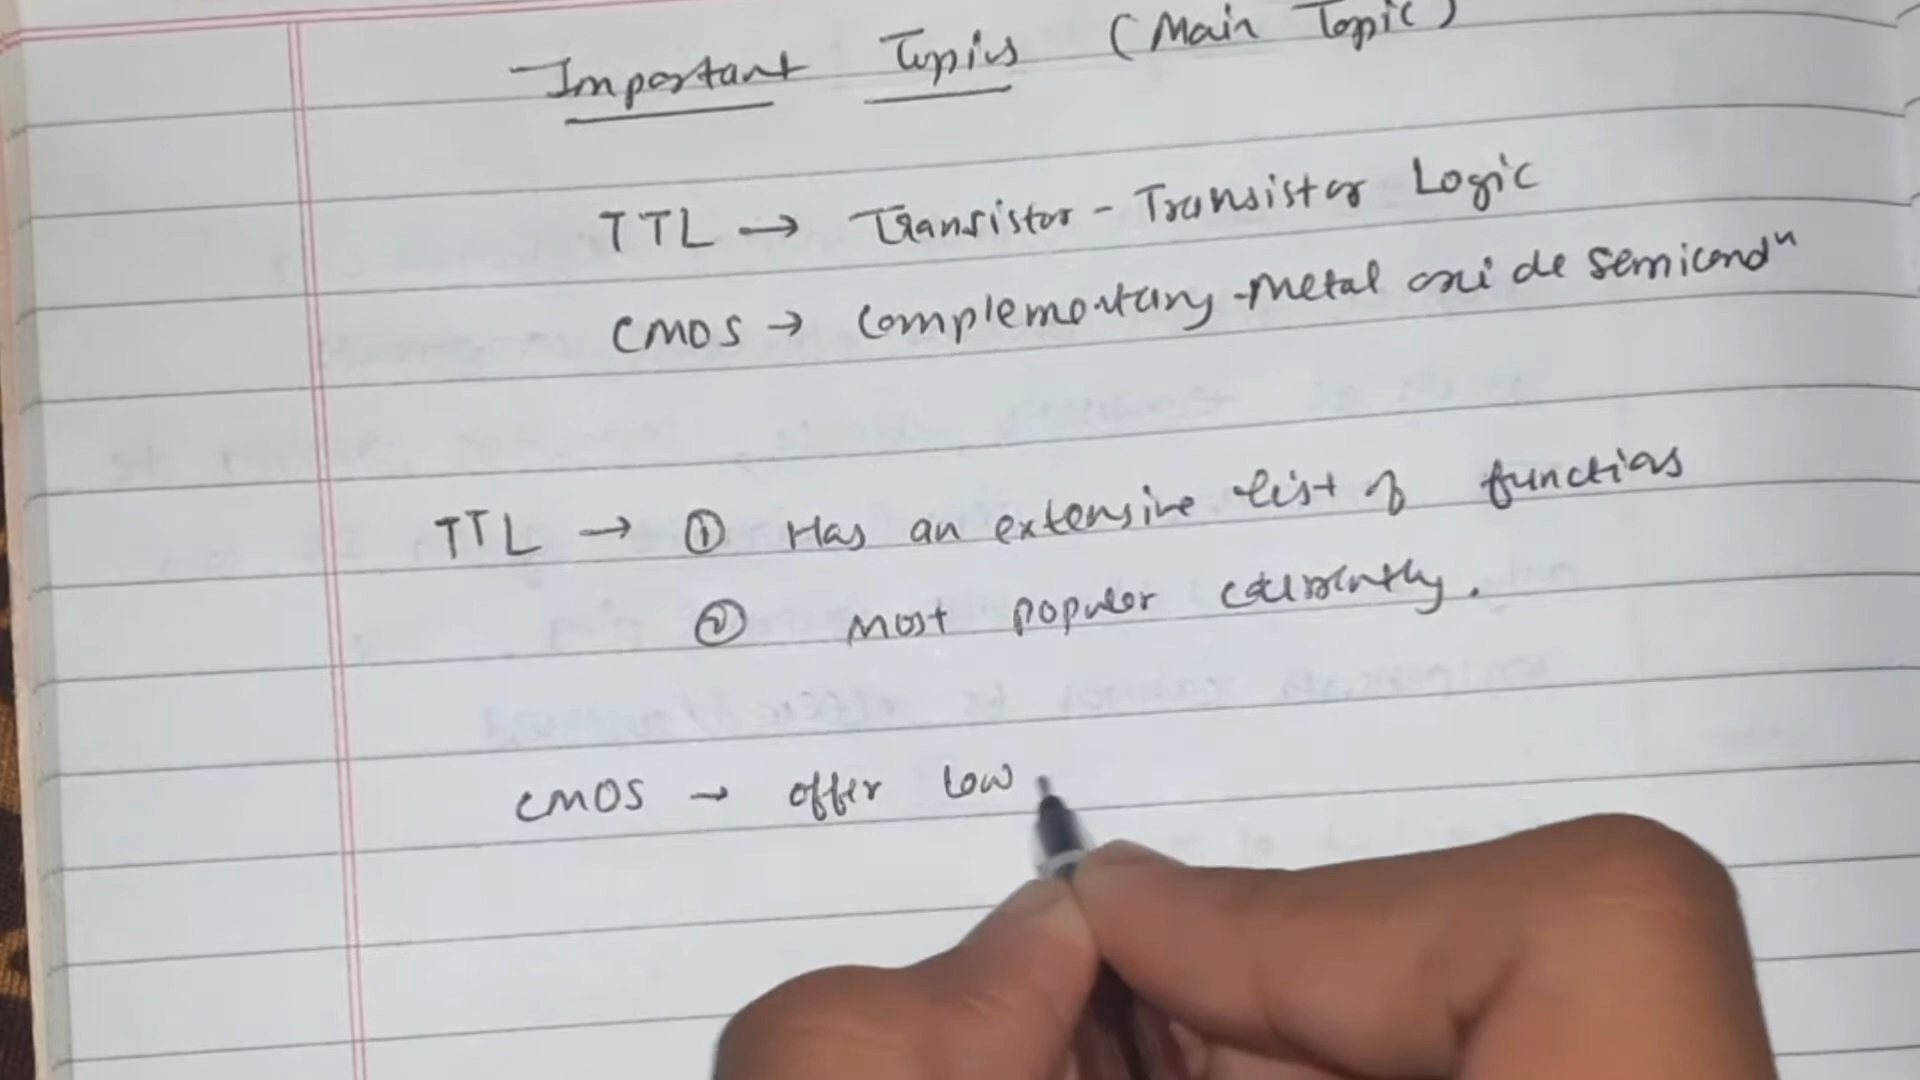 Important Topics (Main Topic)
TTL → Transistor - Transistor Logic
CMOS → Complementary - Metal oxide semicondⁿ
TTL → ① Has an extensive list of functions
② Most popular currently.
CMOS → offer Low